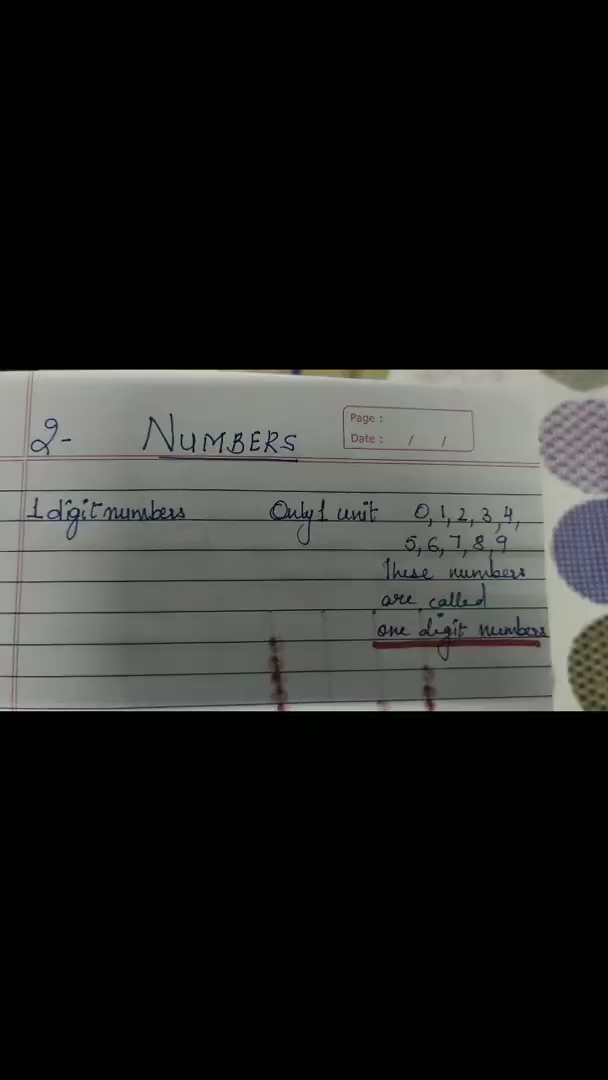 2- NUMBERS
Page :
Date : / /
1 digit numbers Only 1 unit 0, 1, 2, 3, 4,
5, 6, 7, 8, 9
These numbers
are called
one digit numbers